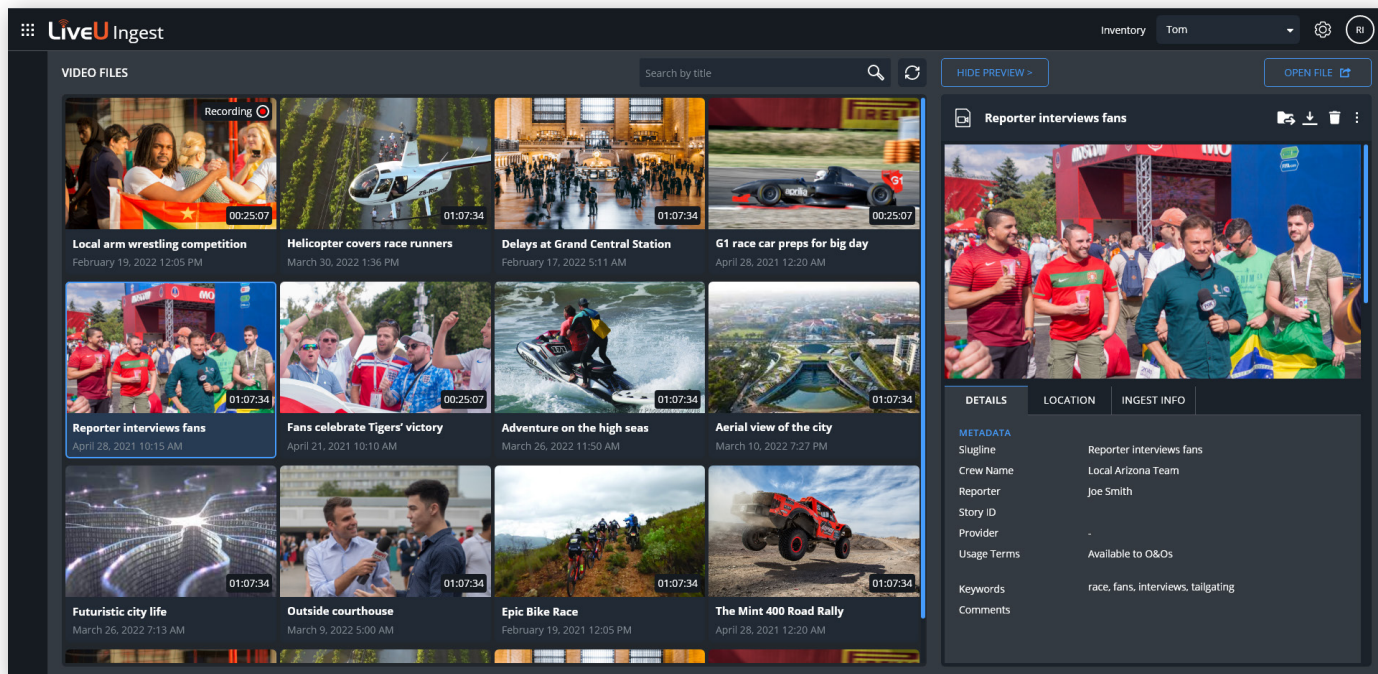 LiveU Ingest
Inventory
Tom
RI
VIDEO FILES
Search by title
HIDE PREVIEW >
OPEN FILE
Recording
00:25:07
Local arm wrestling competition
February 19, 2022 12:05 PM
01:07:34
Helicopter covers race runners
March 30, 2022 1:36 PM
01:07:34
Delays at Grand Central Station
February 17, 2022 5:11 AM
00:25:07
G1 race car preps for big day
April 28, 2021 12:20 AM
01:07:34
Reporter interviews fans
April 28, 2021 10:15 AM
00:25:07
Fans celebrate Tigers' victory
April 21, 2021 10:10 AM
01:07:34
Adventure on the high seas
March 26, 2022 11:50 AM
01:07:34
Aerial view of the city
March 10, 2022 7:27 PM
01:07:34
Futuristic city life
March 26, 2022 7:13 AM
01:07:34
Outside courthouse
March 9, 2022 5:00 AM
01:07:34
Epic Bike Race
February 19, 2021 12:05 PM
01:07:34
The Mint 400 Road Rally
April 28, 2021 12:20 AM
Reporter interviews fans
DETAILS
LOCATION
INGEST INFO
METADATA
Slugline Reporter interviews fans
Crew Name Local Arizona Team
Reporter Joe Smith
Story ID
Provider -
Usage Terms Available to O&Os
Keywords race, fans, interviews, tailgating
Comments